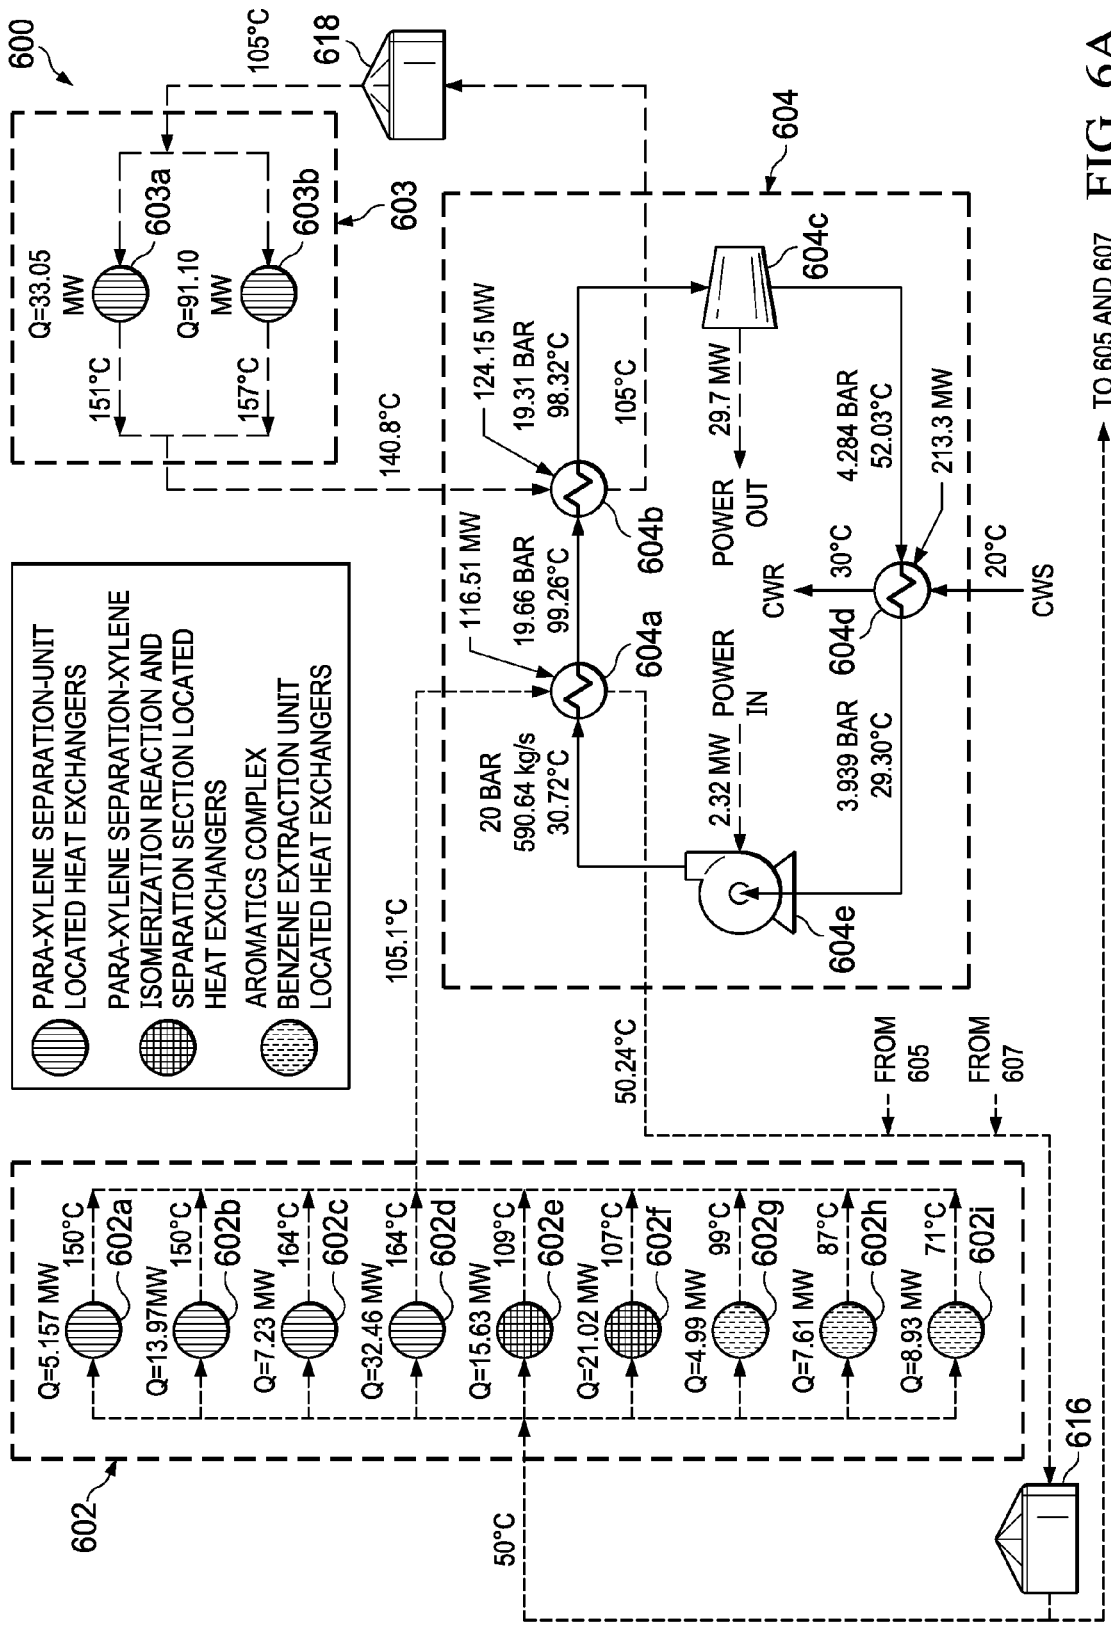 600
PARA-XYLENE SEPARATION-UNIT
LOCATED HEAT EXCHANGERS
PARA-XYLENE SEPARATION-XYLENE
ISOMERIZATION REACTION AND
SEPARATION SECTION LOCATED
HEAT EXCHANGERS
AROMATICS COMPLEX
BENZENE EXTRACTION UNIT
LOCATED HEAT EXCHANGERS
602
Q=5.157 MW
150°C
602a
Q=13.97MW
150°C
602b
Q=7.23 MW
164°C
602c
Q=32.46 MW
164°C
602d
Q=15.63 MW
109°C
602e
Q=21.02 MW
107°C
602f
Q=4.99 MW
99°C
602g
Q=7.61 MW
87°C
602h
Q=8.93 MW
71°C
602i
50°C
616
105.1°C
50.24°C
FROM
605
FROM
607
Q=33.05
MW
151°C
603a
Q=91.10
MW
157°C
603b
603
105°C
618
140.8°C
604
20 BAR
590.64 kg/s
30.72°C
116.51 MW
604a
19.66 BAR
99.26°C
124.15 MW
604b
19.31 BAR
98.32°C
105°C
2.32 MW
POWER
IN
POWER
OUT
29.7 MW
604c
604e
3.939 BAR
29.30°C
604d
CWR
30°C
CWS
20°C
213.3 MW
4.284 BAR
52.03°C
TO 605 AND 607
FIG. 6A